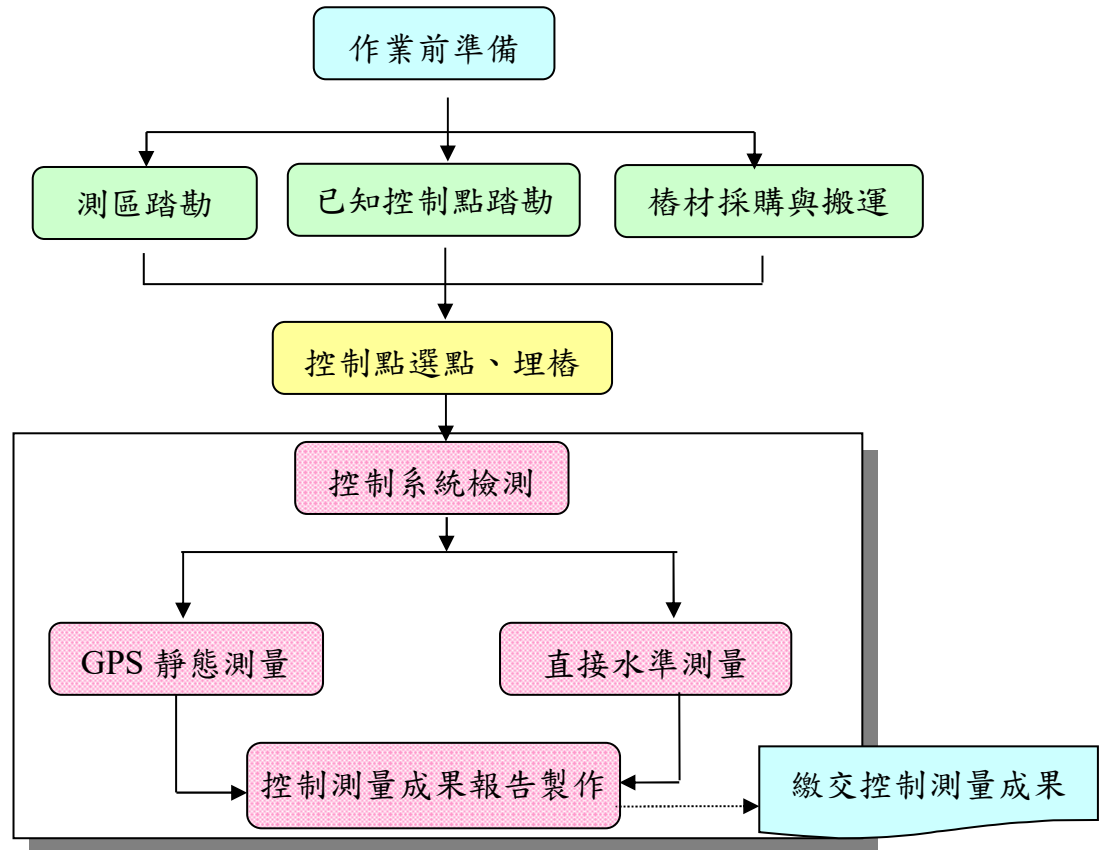 作業前準備
測區踏勘
已知控制點踏勘
樁材採購與搬運
控制點選點、埋樁
控制系統檢測
GPS 靜態測量
直接水準測量
控制測量成果報告製作
繳交控制測量成果